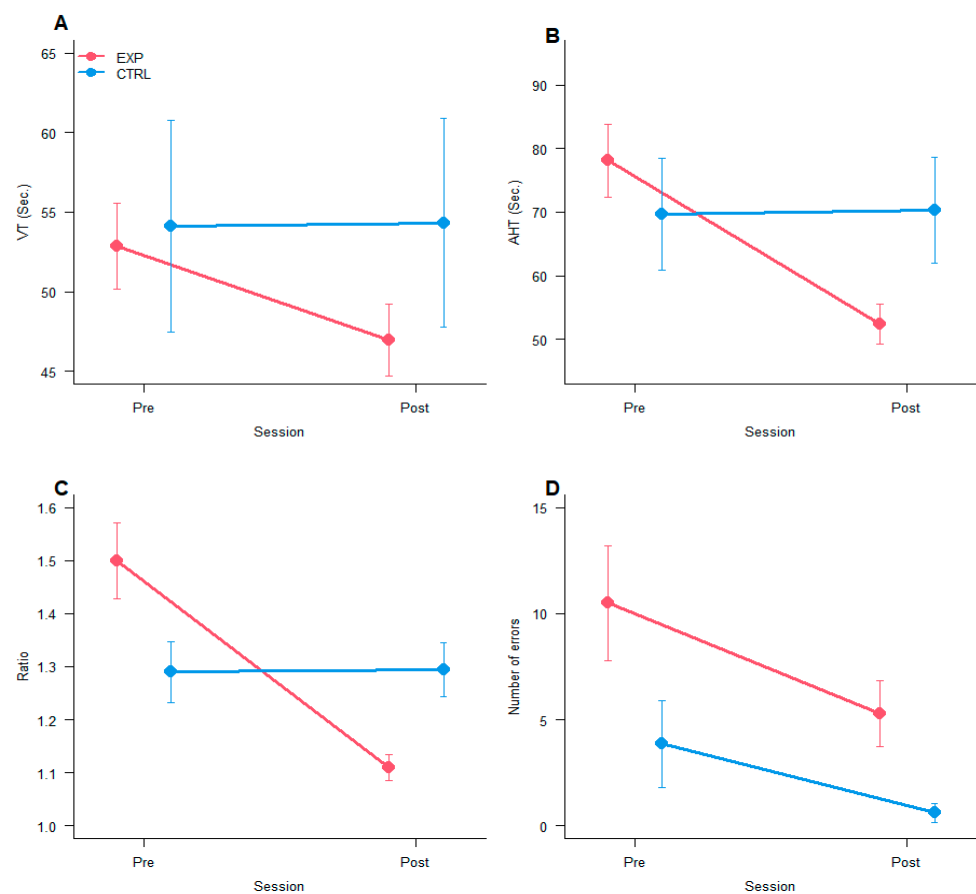 A
65
60
55
50
45
VT (Sec.)
EXP
CTRL
Pre
Post
Session
B
90
80
70
60
50
AHT (Sec.)
Pre
Post
Session
C
1.6
1.5
1.4
1.3
1.2
1.1
1.0
Ratio
Pre
Post
Session
D
15
10
5
0
Number of errors
Pre
Post
Session